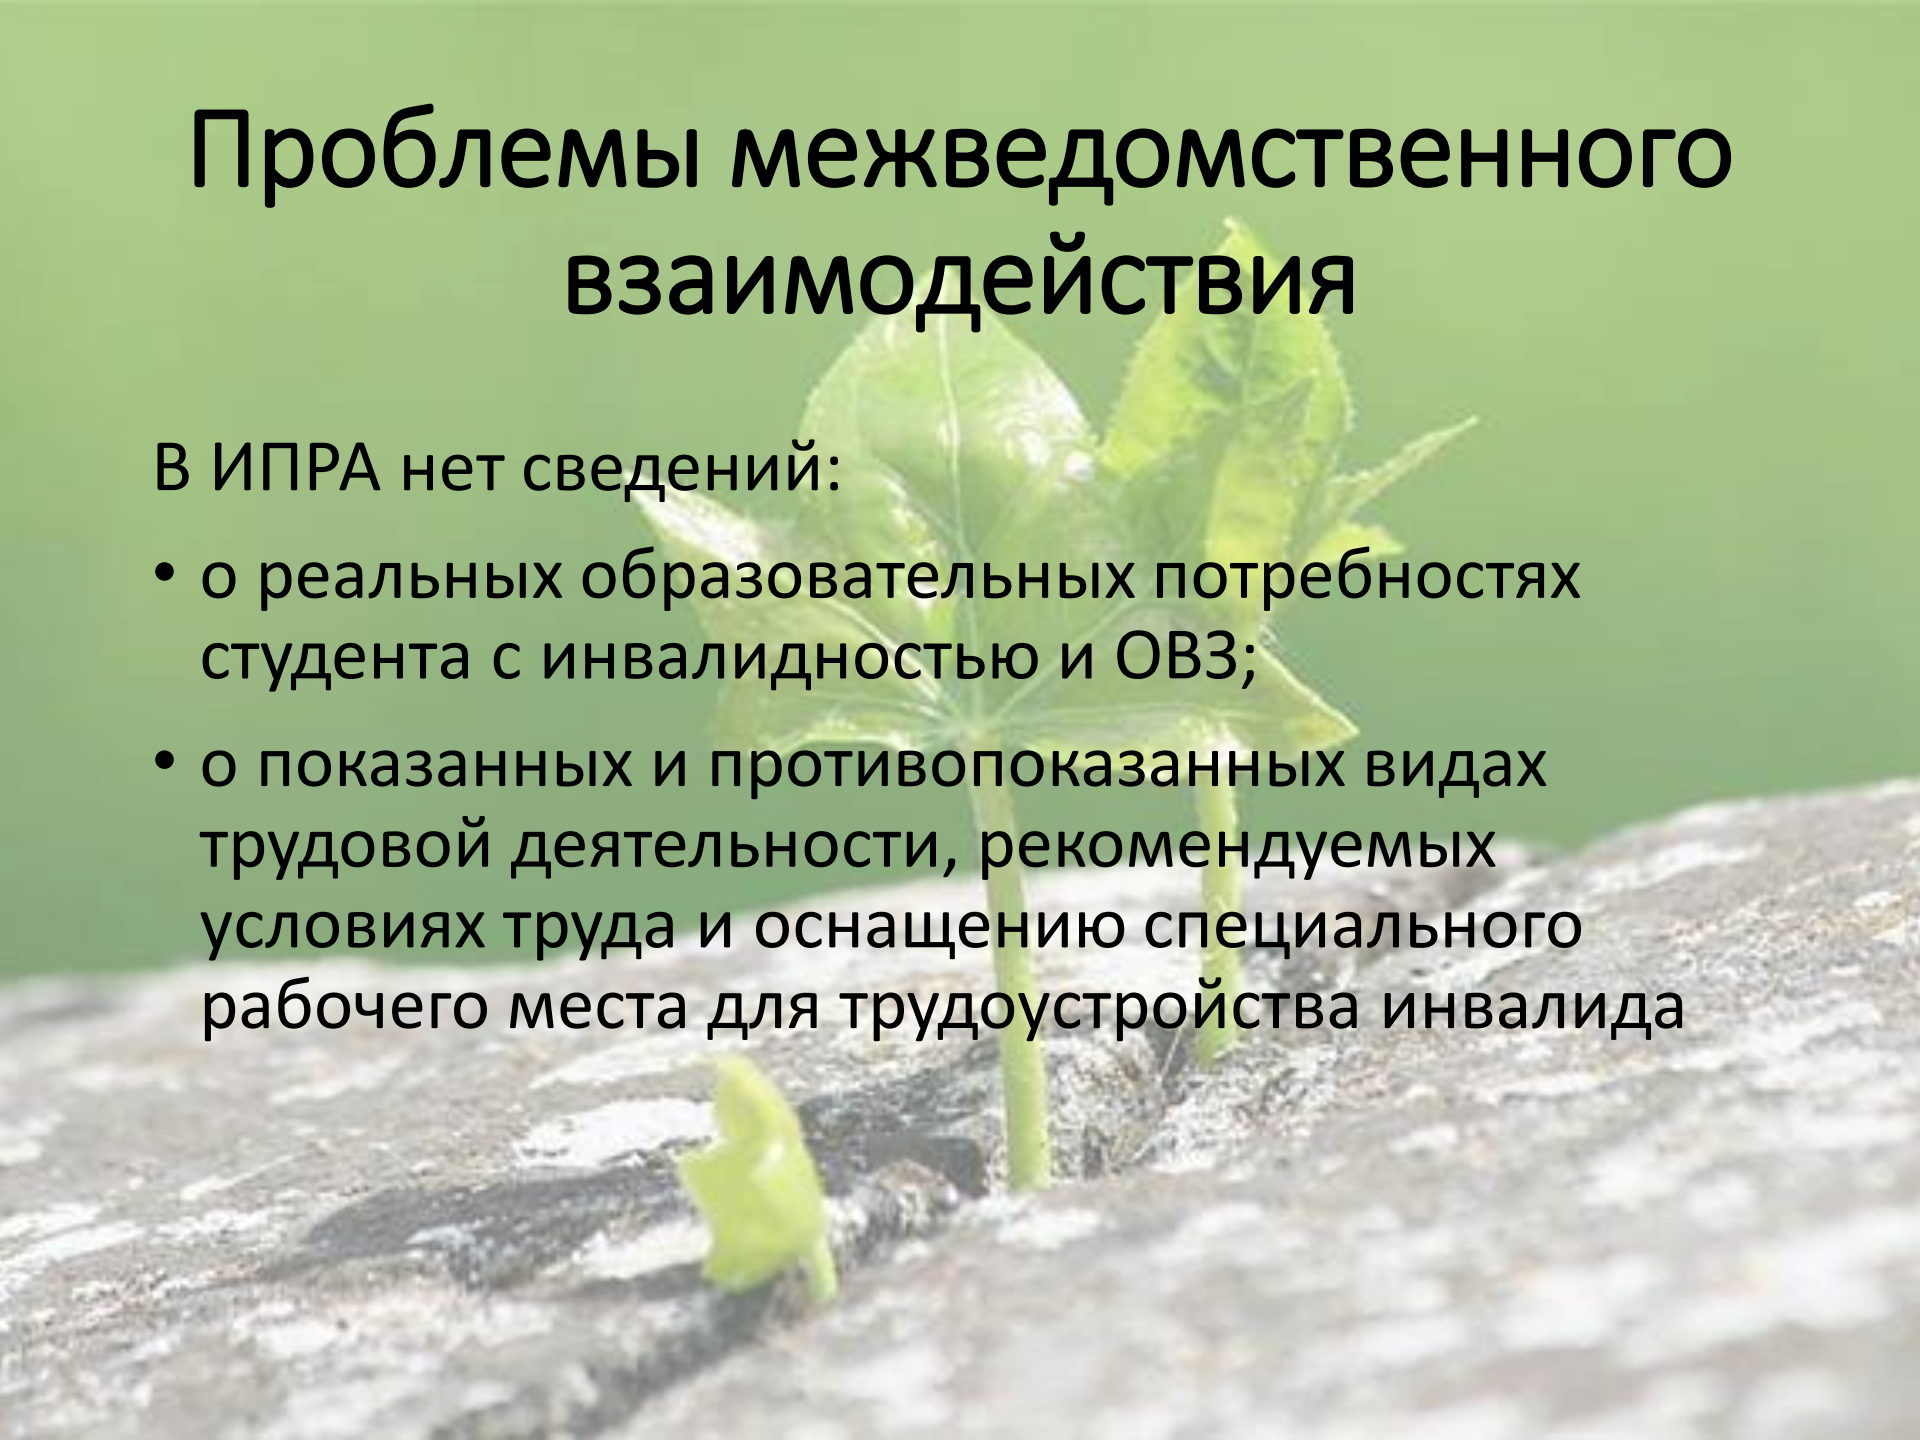 Проблемы межведомственного
взаимодействия
В ИПРА нет сведений:
• о реальных образовательных потребностях
студента с инвалидностью и ОВЗ;
• о показанных и противопоказанных видах
трудовой деятельности, рекомендуемых
условиях труда и оснащению специального
рабочего места для трудоустройства инвалида